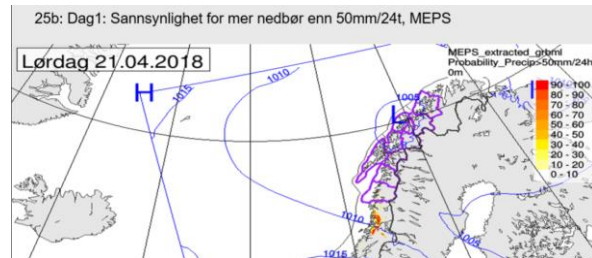 25b: Dag1: Sannsynlighet for mer nedbør enn 50mm/24t, MEPS
Lørdag 21.04.2018
MEPS_extracted_grbml
Probability_Precip>50mm/24h
0m
90 - 100
80 - 90
70 - 80
60 - 70
50 - 60
40 - 50
30 - 40
20 - 30
10 - 20
0 - 10
H
1015
1010
1005
L
1010
1005
1015